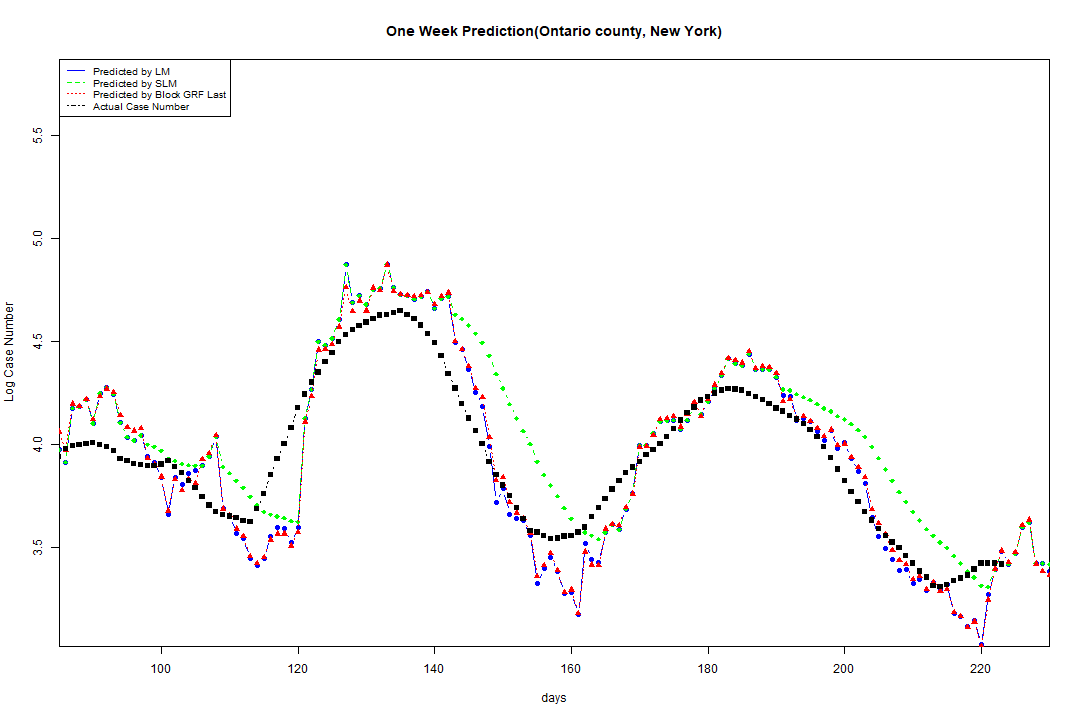 One Week Prediction(Ontario county, New York)
Predicted by LM
Predicted by SLM
Predicted by Block GRF Last
Actual Case Number
Log Case Number
5.5
5.0
4.5
4.0
3.5
100 120 140 160 180 200 220
days